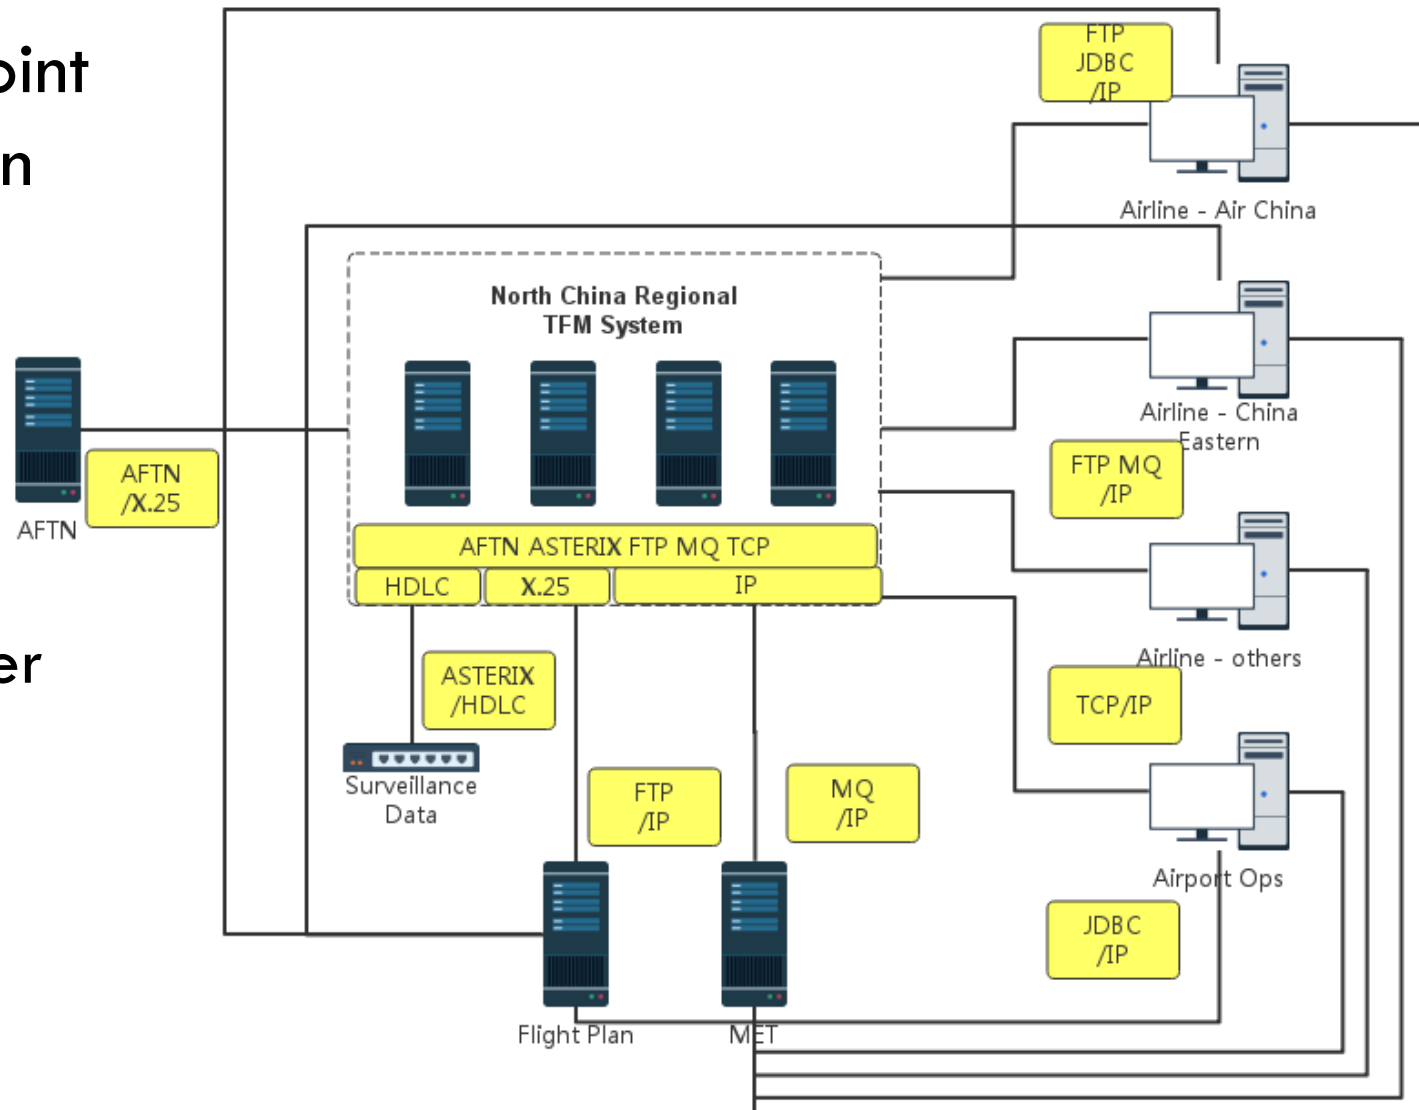 oint
n
er
FTP
JDBC
/IP
Airline - Air China
North China Regional
TFM System
Airline - China
Eastern
AFTN
/X.25
AFTN
FTP MQ
/IP
AFTN ASTERIX FTP MQ TCP
HDLC
X.25
IP
Airline - others
ASTERIX
/HDLC
TCP/IP
Surveillance
Data
FTP
/IP
MQ
/IP
Airport Ops
JDBC
/IP
Flight Plan
MET